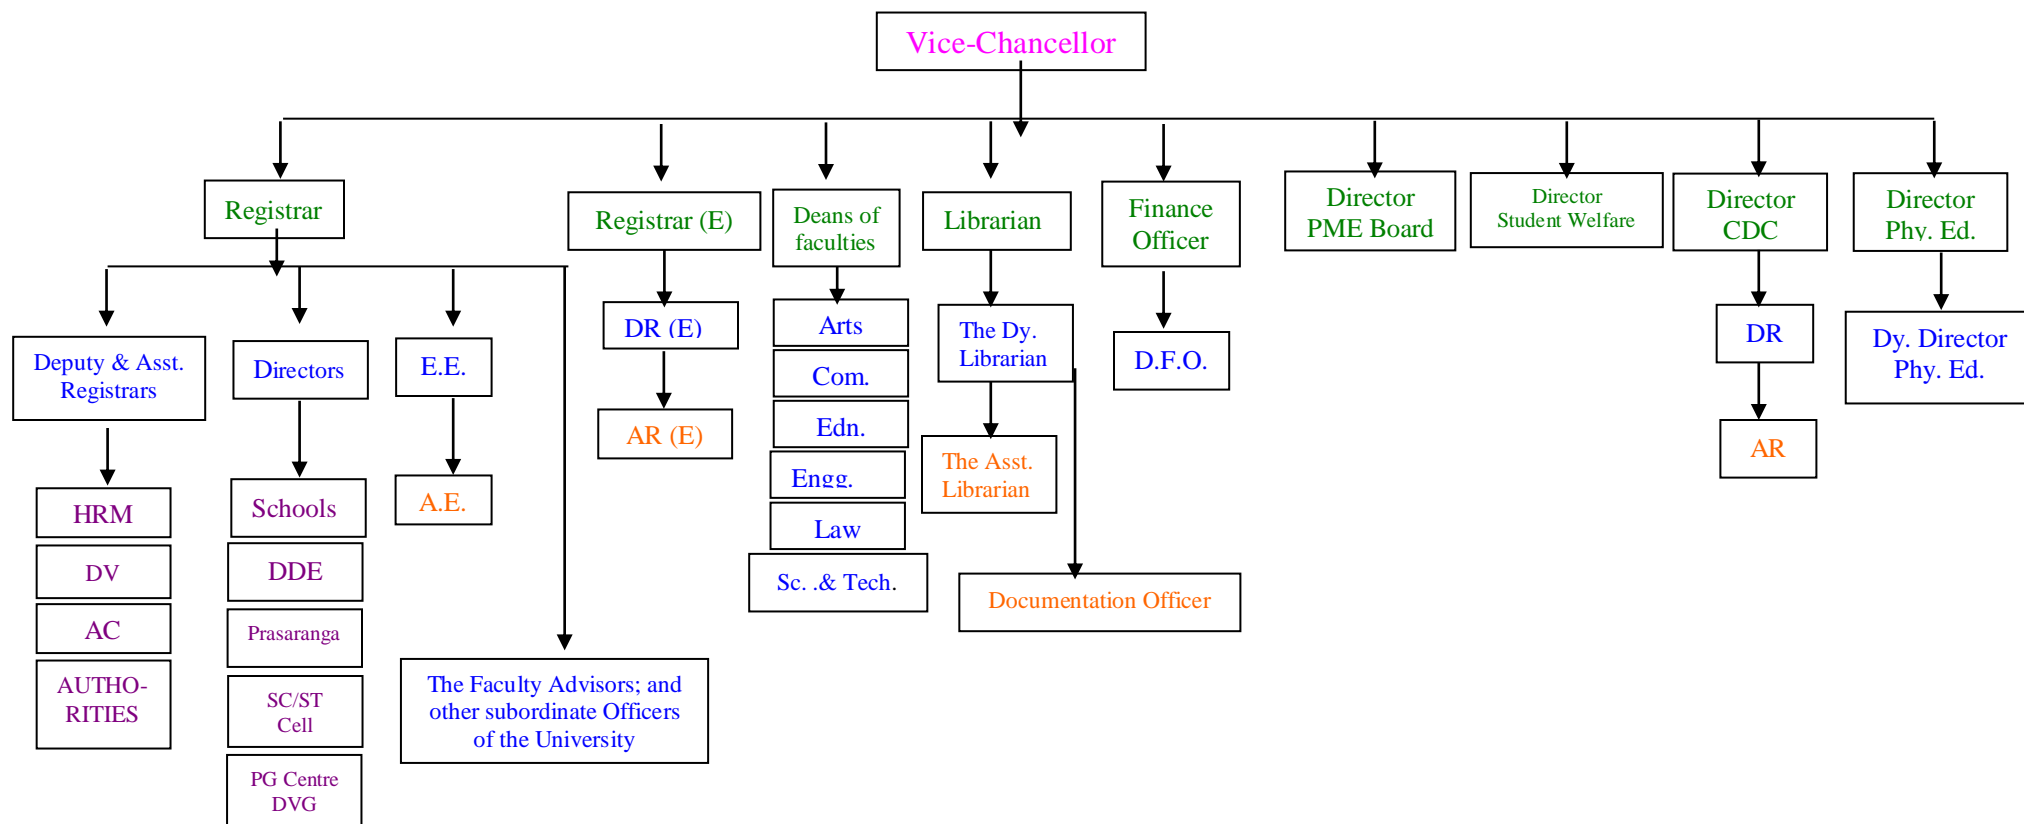 Vice-Chancellor
Registrar
Registrar (E)
Deans of
faculties
Librarian
Finance
Officer
Director
PME Board
Director
Student Welfare
Director
CDC
Director
Phy. Ed.
Deputy & Asst.
Registrars
Directors
E.E.
DR (E)
Arts
Com.
Edn.
Engg.
Law
Sc. .& Tech.
The Dy.
Librarian
D.F.O.
DR
Dy. Director
Phy. Ed.
AR (E)
The Asst.
Librarian
AR
HRM
DV
AC
AUTHO-
RITIES
Schools
DDE
Prasaranga
SC/ST
Cell
PG Centre
DVG
A.E.
Documentation Officer
The Faculty Advisors; and
other subordinate Officers
of the University